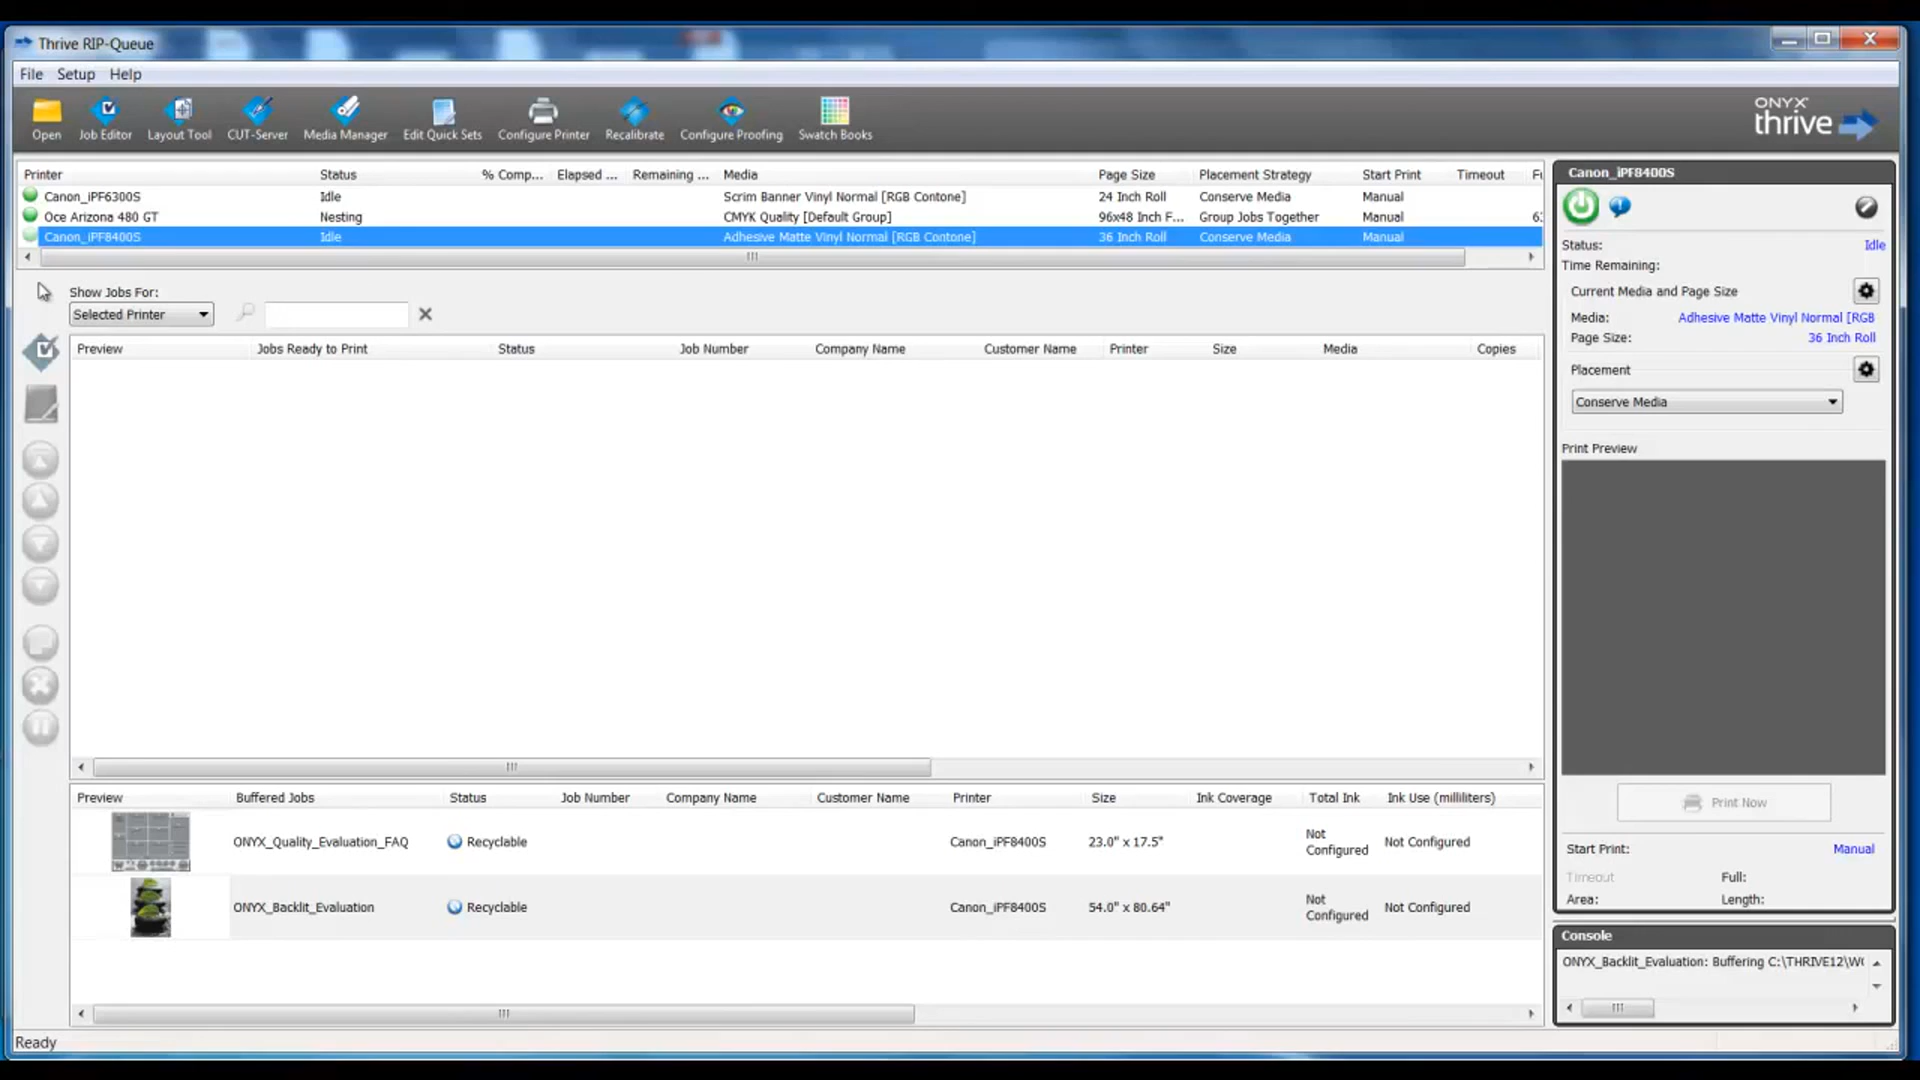 Thrive RIP-Queue
File Setup Help
Open Job Editor Layout Tool CUT-Server Media Manager Edit Quick Sets Configure Printer Recalibrate Configure Proofing Swatch Books
ONYX
thrive
Printer Status % Comp... Elapsed ... Remaining ... Media Page Size Placement Strategy Start Print Timeout Fu
Canon_iPF6300S Idle Scrim Banner Vinyl Normal [RGB Contone] 24 Inch Roll Conserve Media Manual
Oce Arizona 480 GT Nesting CMYK Quality [Default Group] 96x48 Inch F... Group Jobs Together Manual
Canon_iPF8400S Idle Adhesive Matte Vinyl Normal [RGB Contone] 36 Inch Roll Conserve Media Manual
Show Jobs For:
Selected Printer
Preview Jobs Ready to Print Status Job Number Company Name Customer Name Printer Size Media Copies
Preview Buffered Jobs Status Job Number Company Name Customer Name Printer Size Ink Coverage Total Ink Ink Use (milliliters)
ONYX_Quality_Evaluation_FAQ Recyclable Canon_iPF8400S 23.0" x 17.5" Not Configured Not Configured
ONYX_Backlit_Evaluation Recyclable Canon_iPF8400S 54.0" x 80.64" Not Configured Not Configured
Ready
Canon_iPF8400S
Status: Idle
Time Remaining:
Current Media and Page Size
Media: Adhesive Matte Vinyl Normal [RGB
Page Size: 36 Inch Roll
Placement
Conserve Media
Print Preview
Print Now
Start Print: Manual
Timeout Full:
Area: Length:
Console
ONYX_Backlit_Evaluation: Buffering C:\THRIVE12\W